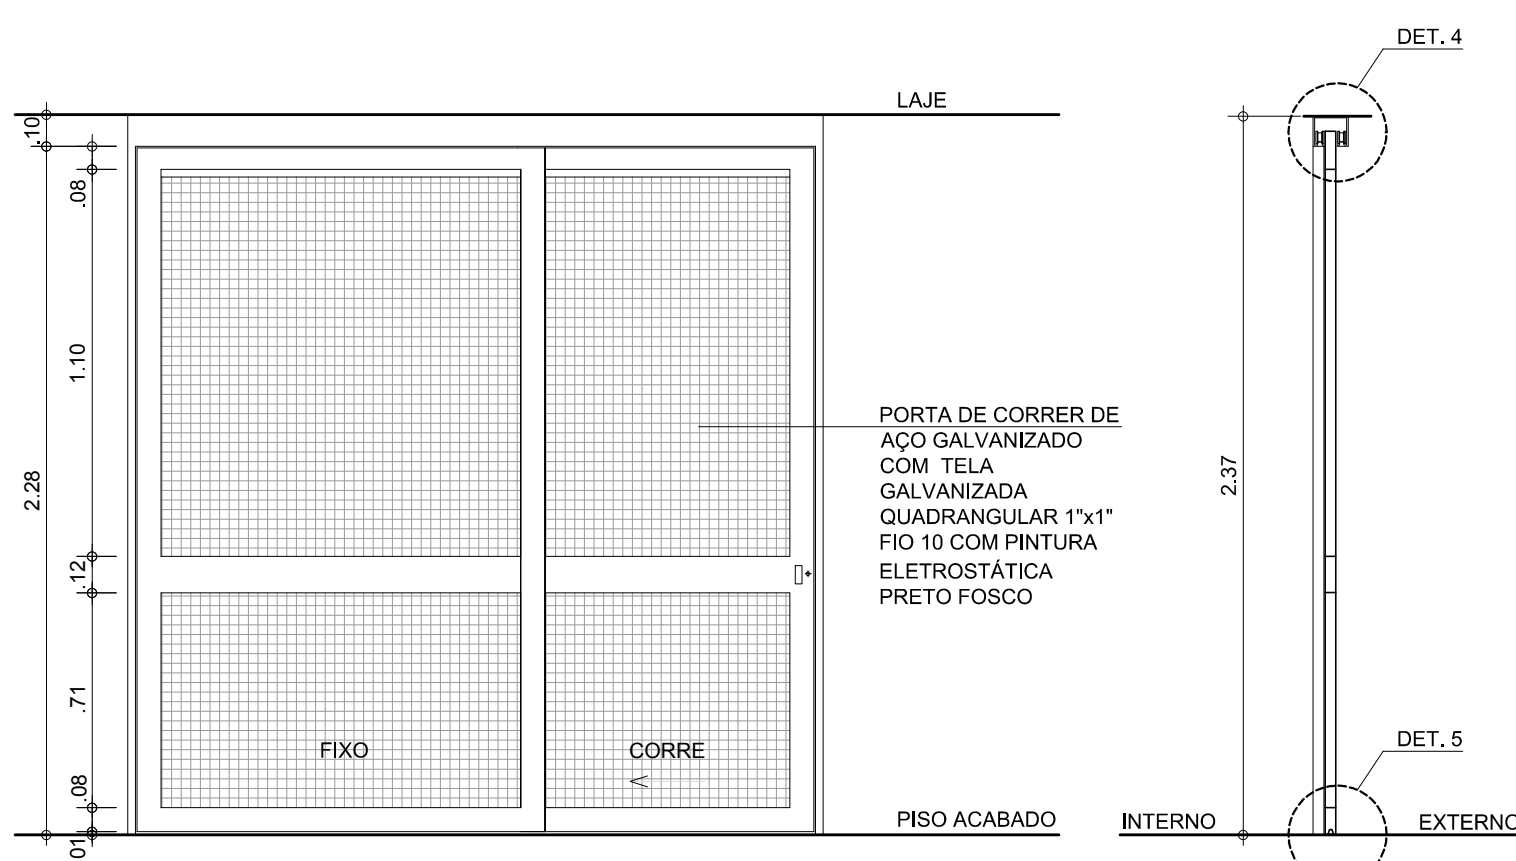 DET. 4
LAJE
.10
.08
1.10
2.28
.12
.71
.08
01
FIXO
CORRE
PORTA DE CORRER DE
AÇO GALVANIZADO
COM TELA
GALVANIZADA
QUADRANGULAR 1"x1"
FIO 10 COM PINTURA
ELETROSTÁTICA
PRETO FOSCO
2.37
DET. 5
PISO ACABADO
INTERNO
EXTERNO